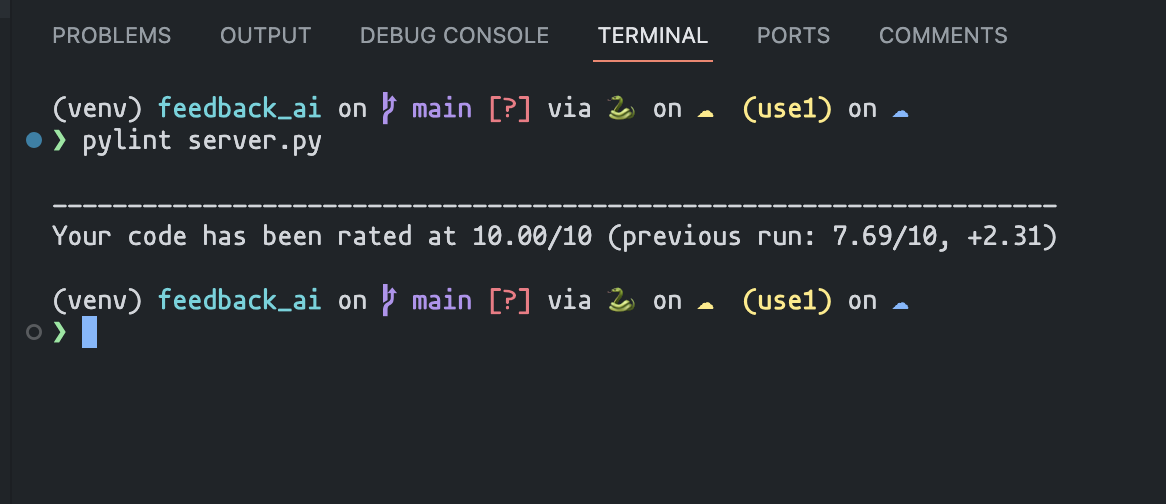 PROBLEMS OUTPUT DEBUG CONSOLE TERMINAL PORTS COMMENTS
(venv) feedback_ai on main [?] via 🐍 on ☁ (use1) on ☁
❯ pylint server.py
-------------------------------------------------------------------
Your code has been rated at 10.00/10 (previous run: 7.69/10, +2.31)
(venv) feedback_ai on main [?] via 🐍 on ☁ (use1) on ☁
❯